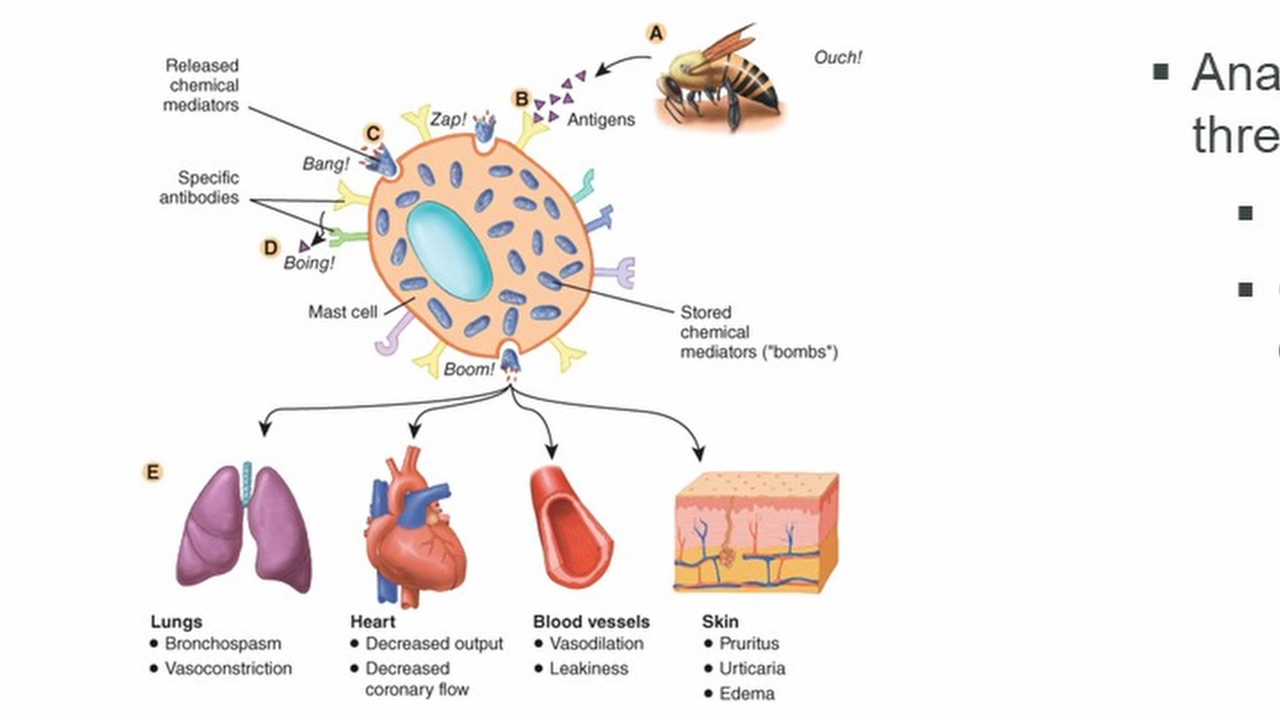 A
Ouch!
Released
chemical
mediators
B
Zap!
Antigens
C
Bang!
Specific
antibodies
D
Boing!
Mast cell
Stored
chemical
mediators ("bombs")
Boom!
E
Lungs
• Bronchospasm
• Vasoconstriction
Heart
• Decreased output
• Decreased
coronary flow
Blood vessels
• Vasodilation
• Leakiness
Skin
• Pruritus
• Urticaria
• Edema
▪ Ana
thre